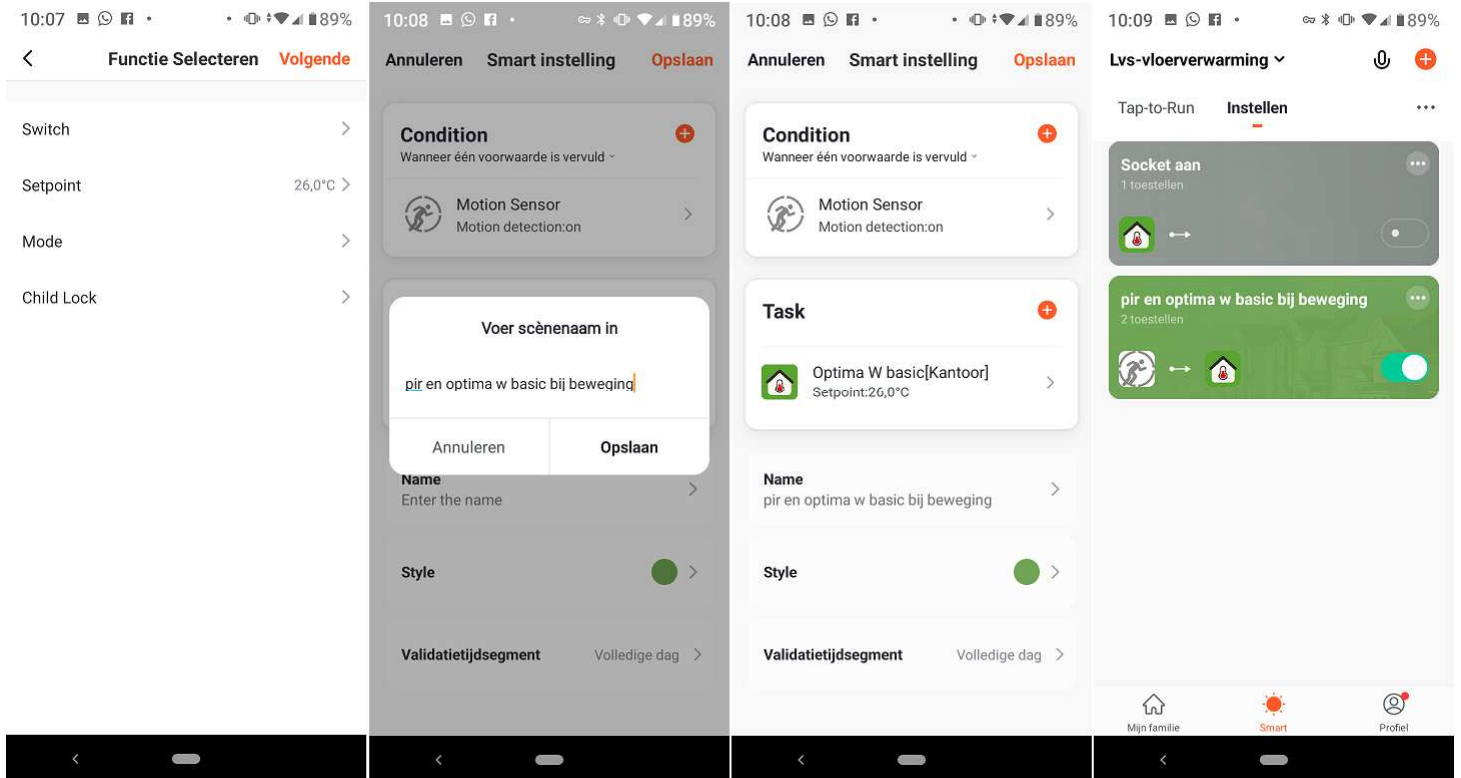 10:07
89%
Functie Selecteren
Volgende
Switch
Setpoint
26,0°C
Mode
Child Lock
10:08
89%
Annuleren
Smart instelling
Opslaan
Condition
Wanneer één voorwaarde is vervuld
Motion Sensor
Motion detection:on
Voer scènenaam in
pir en optima w basic bij beweging
Annuleren
Opslaan
Name
Enter the name
Style
Validatietijdsegment
Volledige dag
10:08
89%
Annuleren
Smart instelling
Opslaan
Condition
Wanneer één voorwaarde is vervuld
Motion Sensor
Motion detection:on
Task
Optima W basic[Kantoor]
Setpoint:26,0°C
Name
pir en optima w basic bij beweging
Style
Validatietijdsegment
Volledige dag
10:09
89%
Lvs-vloerverwarming
Tap-to-Run
Instellen
Socket aan
1 toestellen
pir en optima w basic bij beweging
2 toestellen
Mijn familie
Smart
Profiel